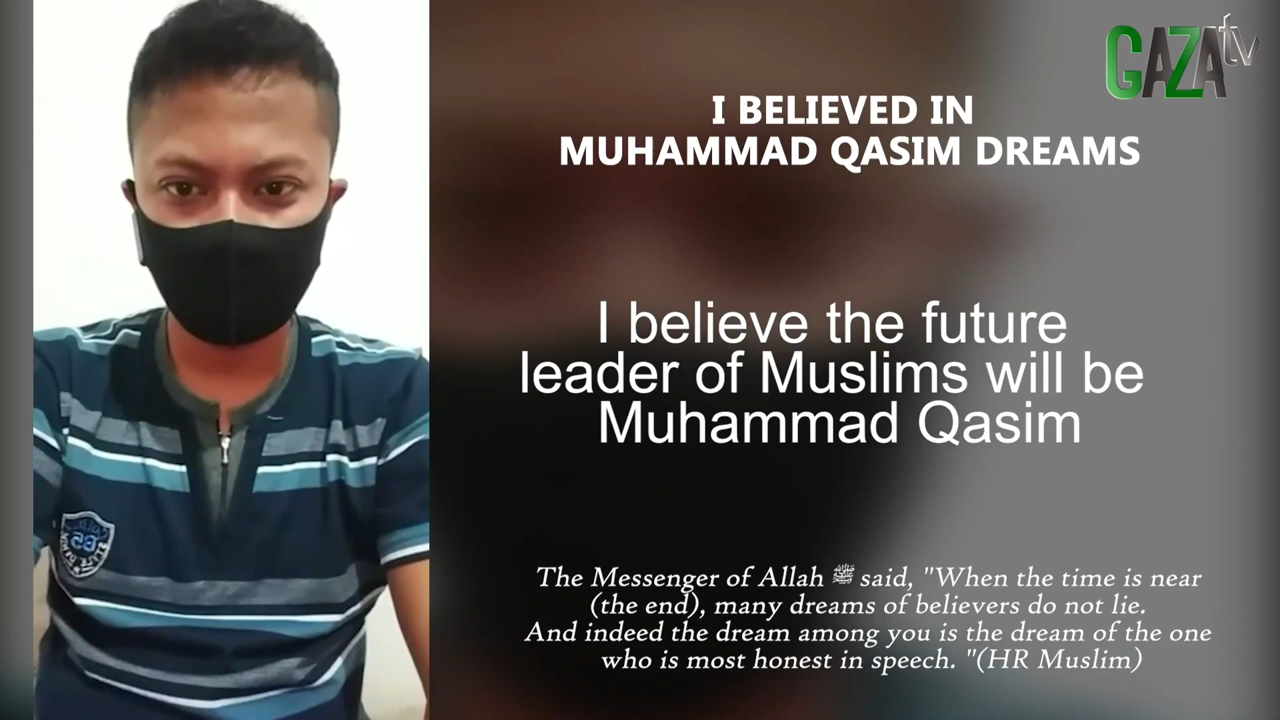 GAZA tv
I BELIEVED IN
MUHAMMAD QASIM DREAMS
I believe the future
leader of Muslims will be
Muhammad Qasim
The Messenger of Allah ﷺ said, "When the time is near
(the end), many dreams of believers do not lie.
And indeed the dream among you is the dream of the one
who is most honest in speech. "(HR Muslim)